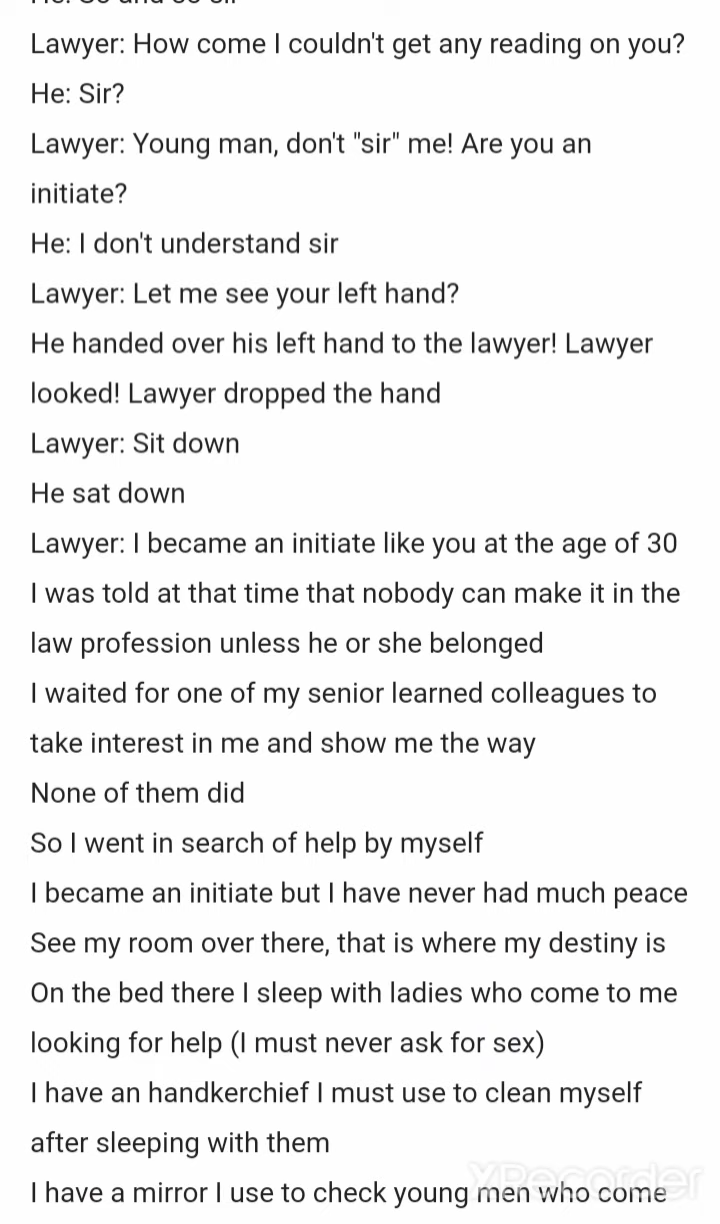 Lawyer: How come I couldn't get any reading on you?
He: Sir?
Lawyer: Young man, don't "sir" me! Are you an
initiate?
He: I don't understand sir
Lawyer: Let me see your left hand?
He handed over his left hand to the lawyer! Lawyer
looked! Lawyer dropped the hand
Lawyer: Sit down
He sat down
Lawyer: I became an initiate like you at the age of 30
I was told at that time that nobody can make it in the
law profession unless he or she belonged
I waited for one of my senior learned colleagues to
take interest in me and show me the way
None of them did
So I went in search of help by myself
I became an initiate but I have never had much peace
See my room over there, that is where my destiny is
On the bed there I sleep with ladies who come to me
looking for help (I must never ask for sex)
I have an handkerchief I must use to clean myself
after sleeping with them
I have a mirror I use to check young men who come
XRecorder